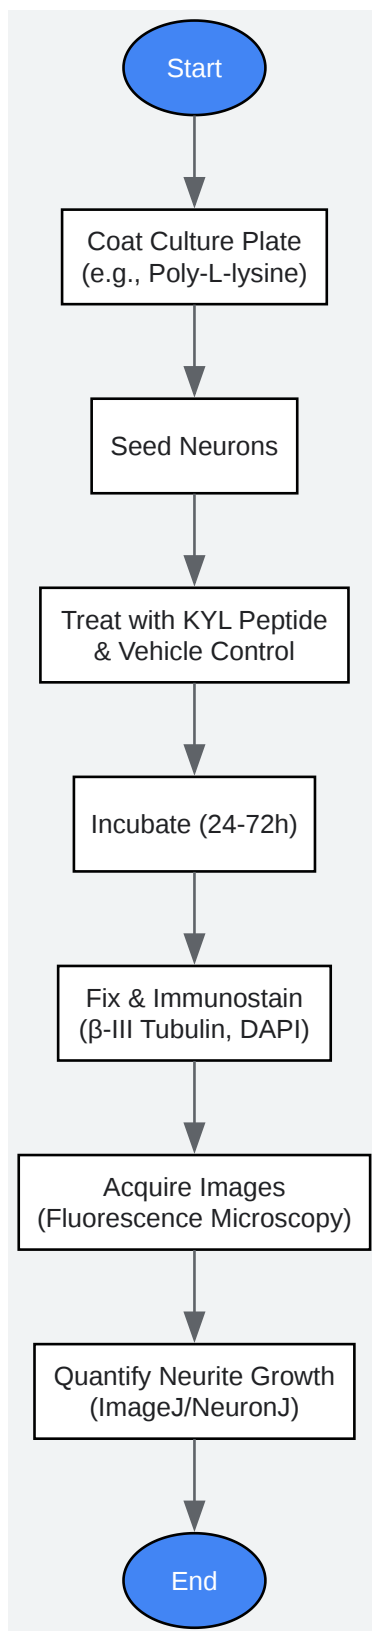 Start
Coat Culture Plate
(e.g., Poly-L-lysine)
Seed Neurons
Treat with KYL Peptide
& Vehicle Control
Incubate (24-72h)
Fix & Immunostain
(β-III Tubulin, DAPI)
Acquire Images
(Fluorescence Microscopy)
Quantify Neurite Growth
(ImageJ/NeuronJ)
End